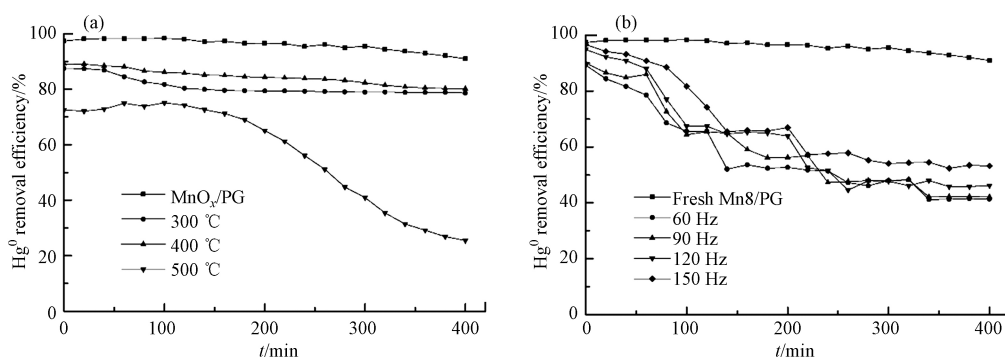 (a)
Hg⁰ removal efficiency/%
100
80
60
40
20
0
MnOₓ/PG
300 ℃
400 ℃
500 ℃
0 100 200 300 400
t/min
(b)
Hg⁰ removal efficiency/%
100
80
60
40
20
0
Fresh Mn8/PG
60 Hz
90 Hz
120 Hz
150 Hz
0 100 200 300 400
t/min